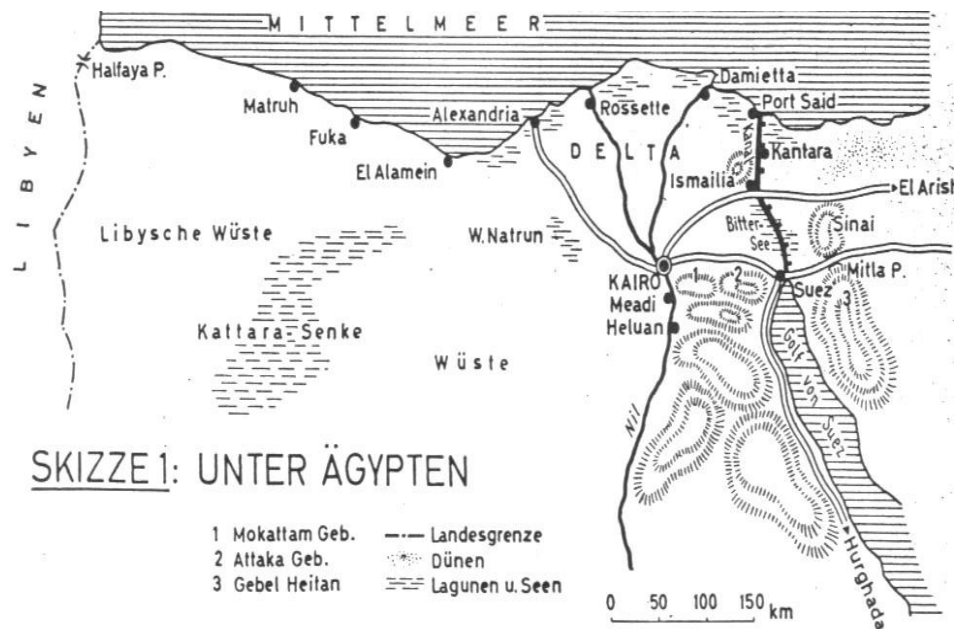 MITTELMEER
Halfaya P.
Matruh
Fuka
El Alamein
Alexandria
Rossette
Damietta
Port Said
DELTA
Kanal
Kantara
Ismailia
El Arish
LIBYEN
Libysche Wüste
W. Natrun
Bitter-
See
Sinai
KAIRO
Meadi
Heluan
1
2
Suez
Mitla P.
3
Kattara-Senke
Wüste
Nil
Golf von Suez
Hurghada
SKIZZE 1: UNTER ÄGYPTEN
1 Mokattam Geb.
2 Attaka Geb.
3 Gebel Heitan
Landesgrenze
Dünen
Lagunen u. Seen
0 50 100 150 km